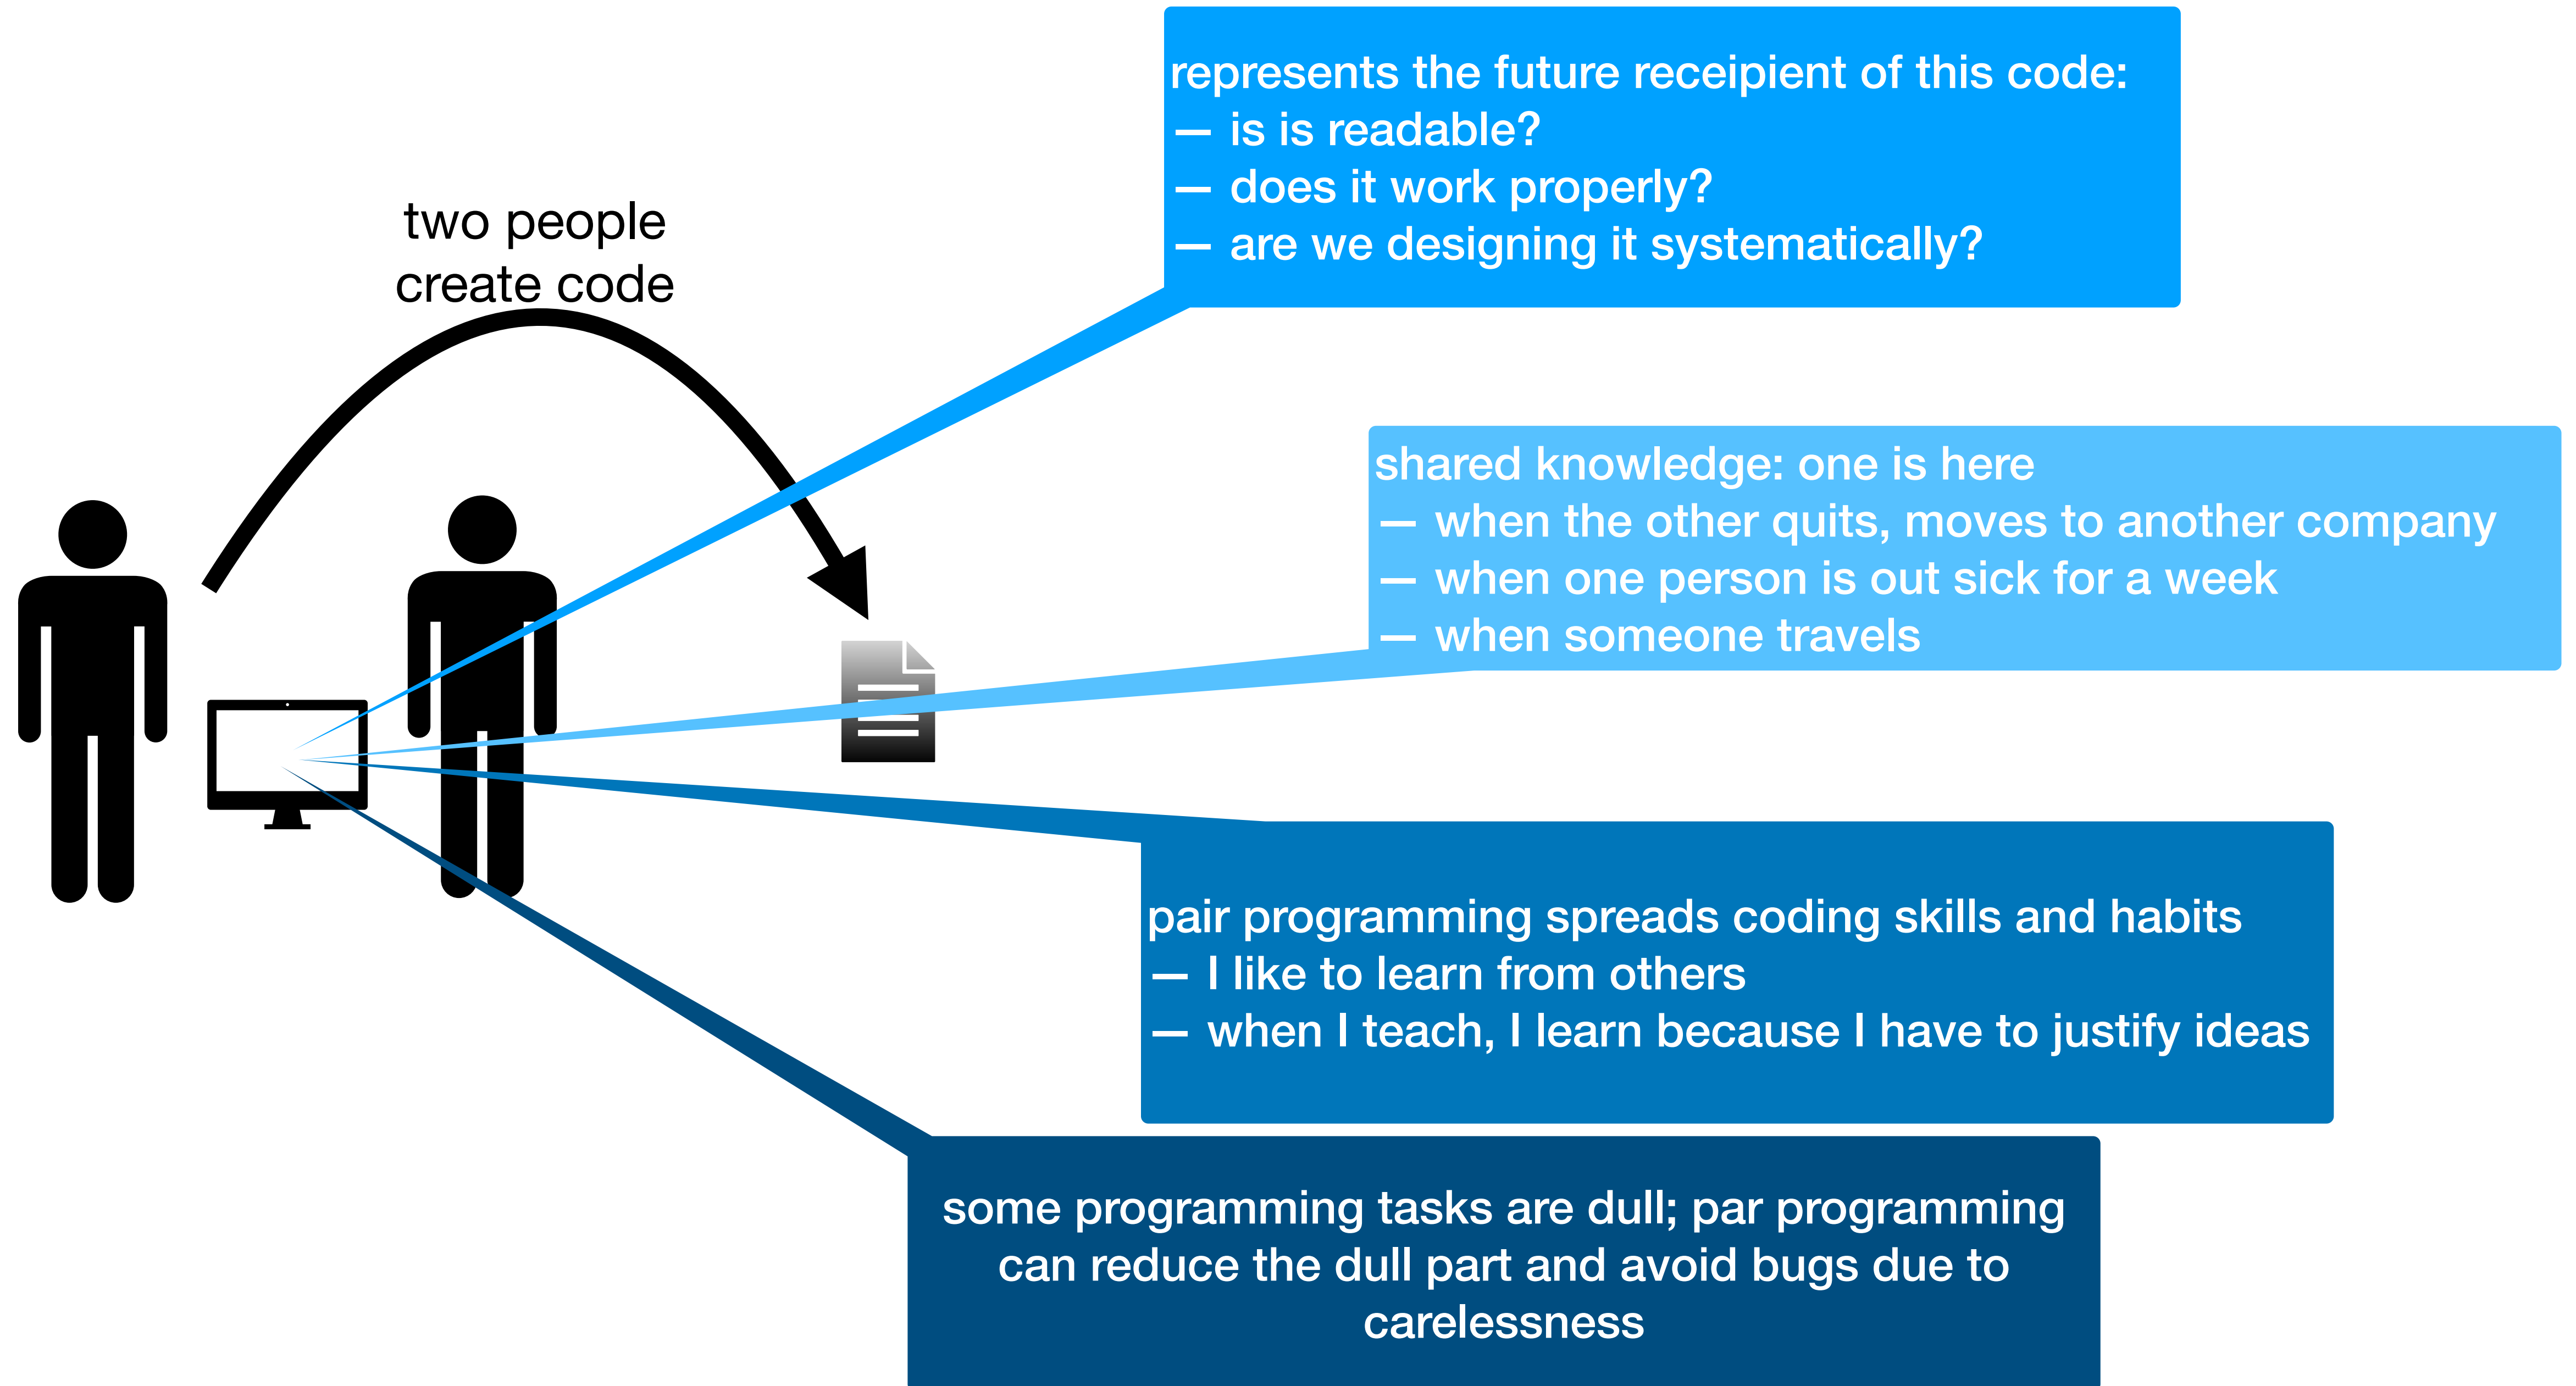 two people
create code
represents the future receipient of this code:
— is is readable?
— does it work properly?
— are we designing it systematically?
shared knowledge: one is here
— when the other quits, moves to another company
— when one person is out sick for a week
— when someone travels
pair programming spreads coding skills and habits
— I like to learn from others
— when I teach, I learn because I have to justify ideas
some programming tasks are dull; par programming
can reduce the dull part and avoid bugs due to
carelessness